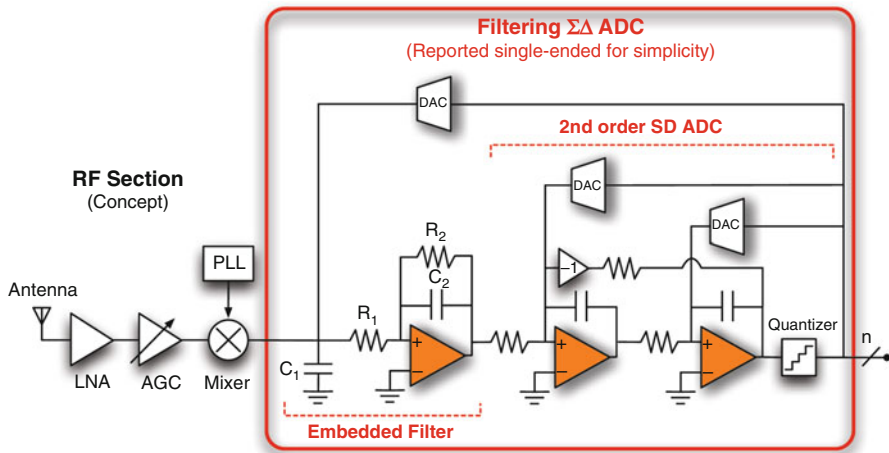 Filtering ΣΔ ADC
(Reported single-ended for simplicity)
DAC
2nd order SD ADC
DAC
DAC
RF Section
(Concept)
PLL
R2
C2
-1
Antenna
R1
Quantizer
n
+
-
+
-
+
-
C1
LNA
AGC
Mixer
Embedded Filter